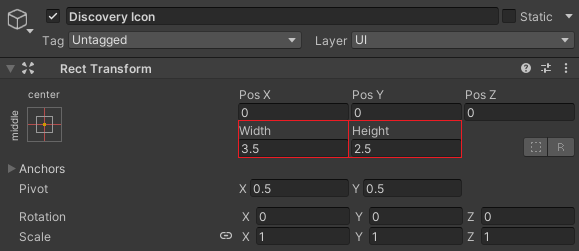 Discovery Icon Static
Tag Untagged Layer UI
Rect Transform
center
middle
Pos X Pos Y Pos Z
0 0 0
Width Height
3.5 2.5
R
Anchors
Pivot X 0.5 Y 0.5
Rotation X 0 Y 0 Z 0
Scale X 1 Y 1 Z 1